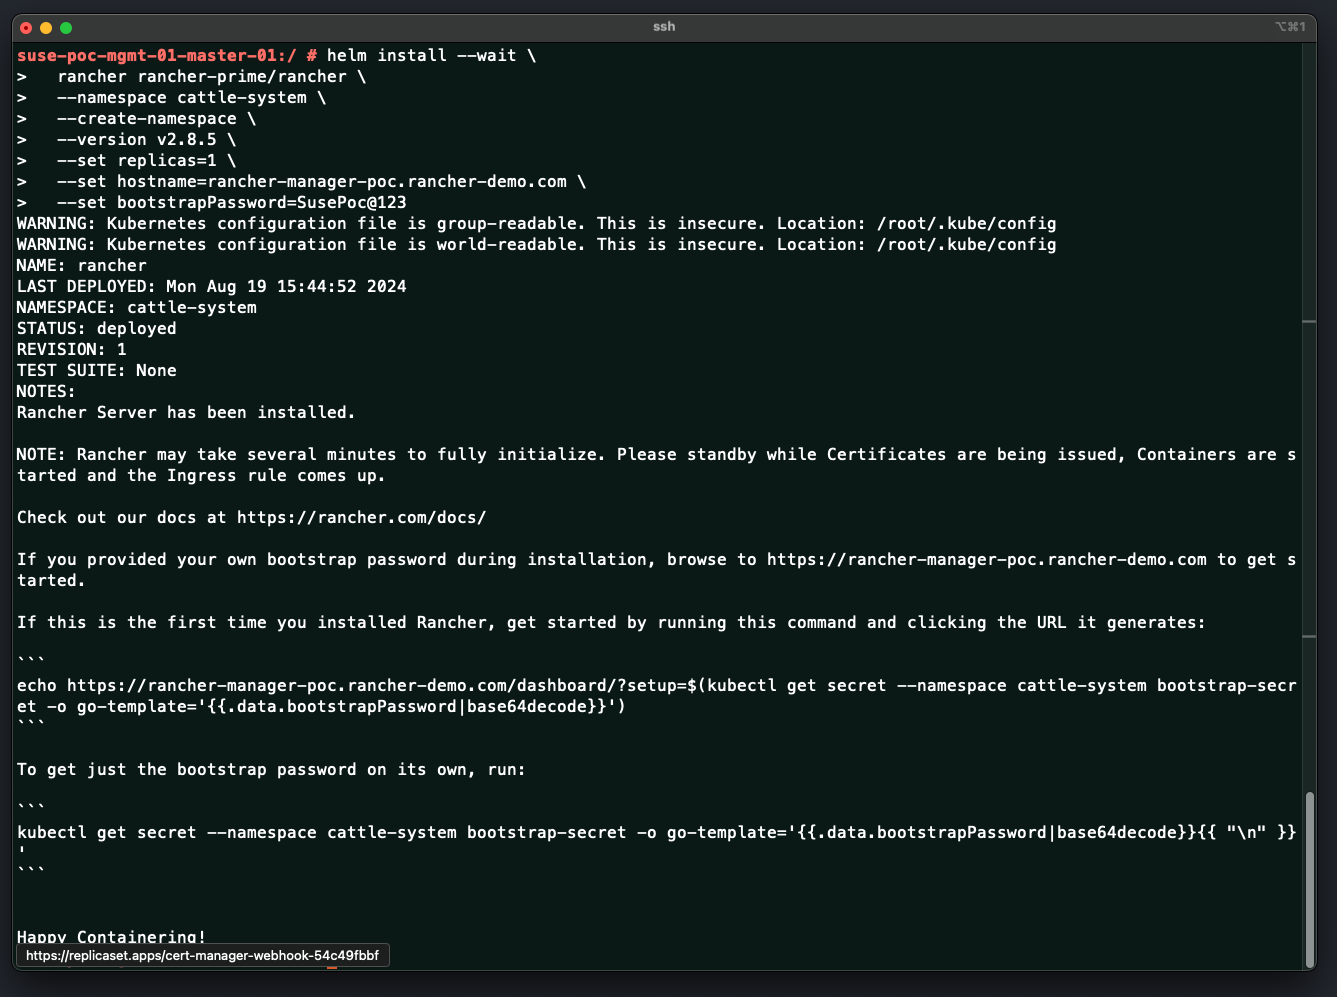 ssh
⌥⌘1
suse-poc-mgmt-01-master-01:/ # helm install --wait \
>   rancher rancher-prime/rancher \
>   --namespace cattle-system \
>   --create-namespace \
>   --version v2.8.5 \
>   --set replicas=1 \
>   --set hostname=rancher-manager-poc.rancher-demo.com \
>   --set bootstrapPassword=SusePoc@123
WARNING: Kubernetes configuration file is group-readable. This is insecure. Location: /root/.kube/config
WARNING: Kubernetes configuration file is world-readable. This is insecure. Location: /root/.kube/config
NAME: rancher
LAST DEPLOYED: Mon Aug 19 15:44:52 2024
NAMESPACE: cattle-system
STATUS: deployed
REVISION: 1
TEST SUITE: None
NOTES:
Rancher Server has been installed.

NOTE: Rancher may take several minutes to fully initialize. Please standby while Certificates are being issued, Containers are s
tarted and the Ingress rule comes up.

Check out our docs at https://rancher.com/docs/

If you provided your own bootstrap password during installation, browse to https://rancher-manager-poc.rancher-demo.com to get s
tarted.

If this is the first time you installed Rancher, get started by running this command and clicking the URL it generates:

```
echo https://rancher-manager-poc.rancher-demo.com/dashboard/?setup=$(kubectl get secret --namespace cattle-system bootstrap-secr
et -o go-template='{{.data.bootstrapPassword|base64decode}}')
```

To get just the bootstrap password on its own, run:

```
kubectl get secret --namespace cattle-system bootstrap-secret -o go-template='{{.data.bootstrapPassword|base64decode}}{{ "\n" }}
'
```

Happy Containering!
https://replicaset.apps/cert-manager-webhook-54c49fbbf